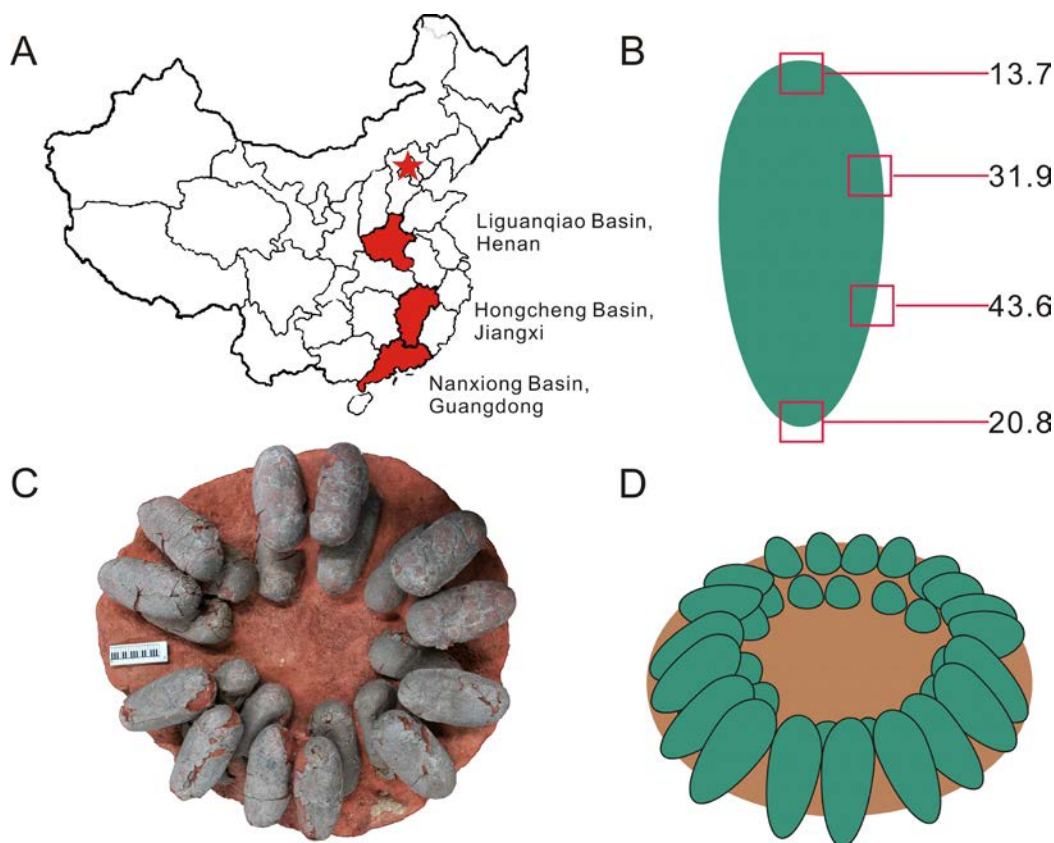 A
Liguanqiao Basin,
Henan
Hongcheng Basin,
Jiangxi
Nanxiong Basin,
Guangdong
B
13.7
31.9
43.6
20.8
C
D